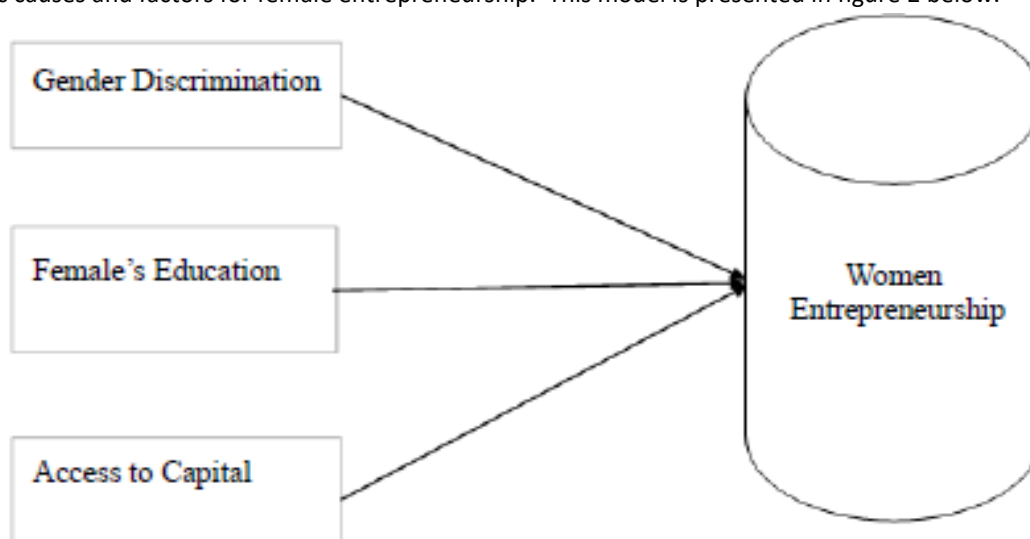 s causes and factors for female entrepreneurship. This model is presented in figure 2 below.
Gender Discrimination
Female's Education
Women
Entrepreneurship
Access to Capital